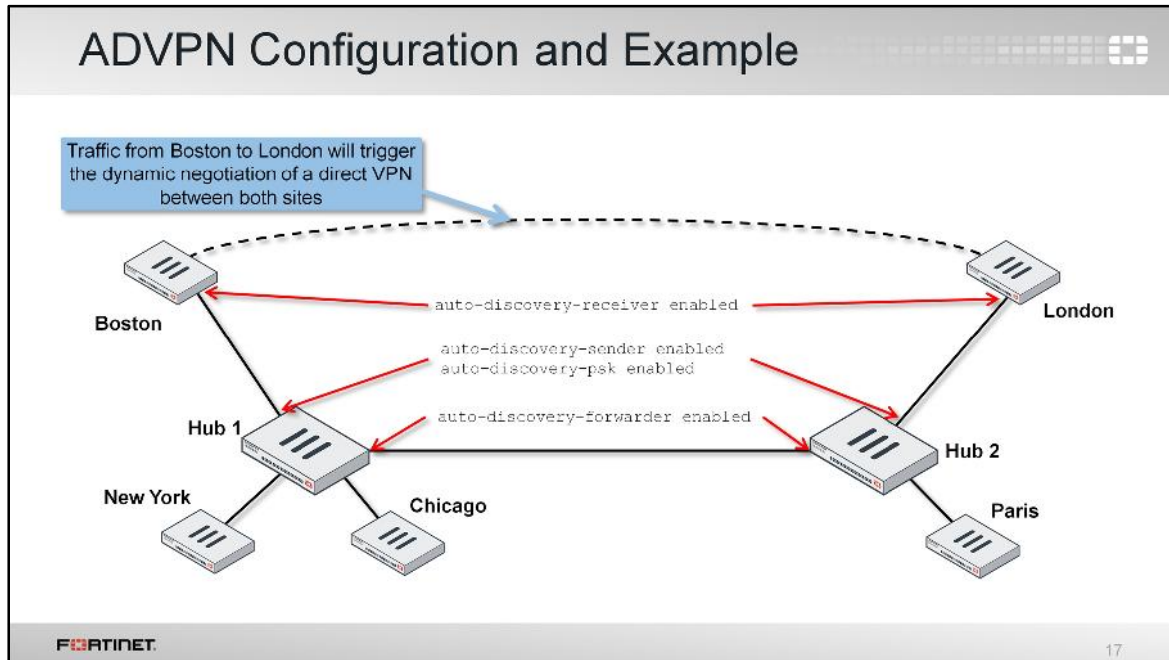 ADVPN Configuration and Example
Traffic from Boston to London will trigger
the dynamic negotiation of a direct VPN
between both sites
Boston
London
auto-discovery-receiver enabled
auto-discovery-sender enabled
auto-discovery-psk enabled
Hub 1
auto-discovery-forwarder enabled
Hub 2
New York
Chicago
Paris
FORTINET.
17